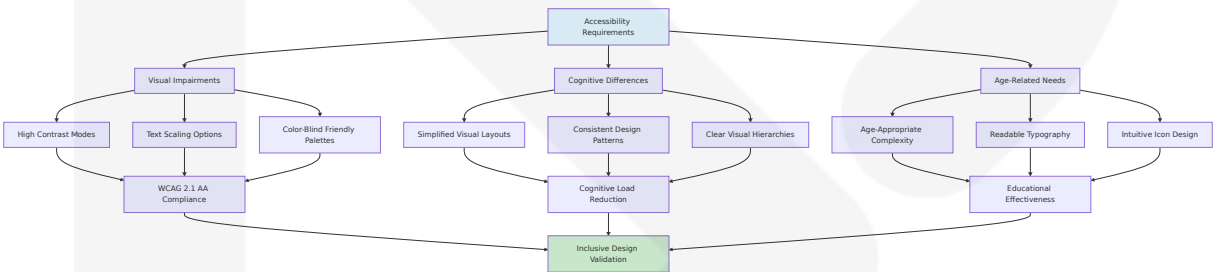 Accessibility
Requirements
Visual Impairments
Cognitive Differences
Age-Related Needs
High Contrast Modes
Text Scaling Options
Color-Blind Friendly
Palettes
Simplified Visual Layouts
Consistent Design
Patterns
Clear Visual Hierarchies
Age-Appropriate
Complexity
Readable Typography
Intuitive Icon Design
WCAG 2.1 AA
Compliance
Cognitive Load
Reduction
Educational
Effectiveness
Inclusive Design
Validation